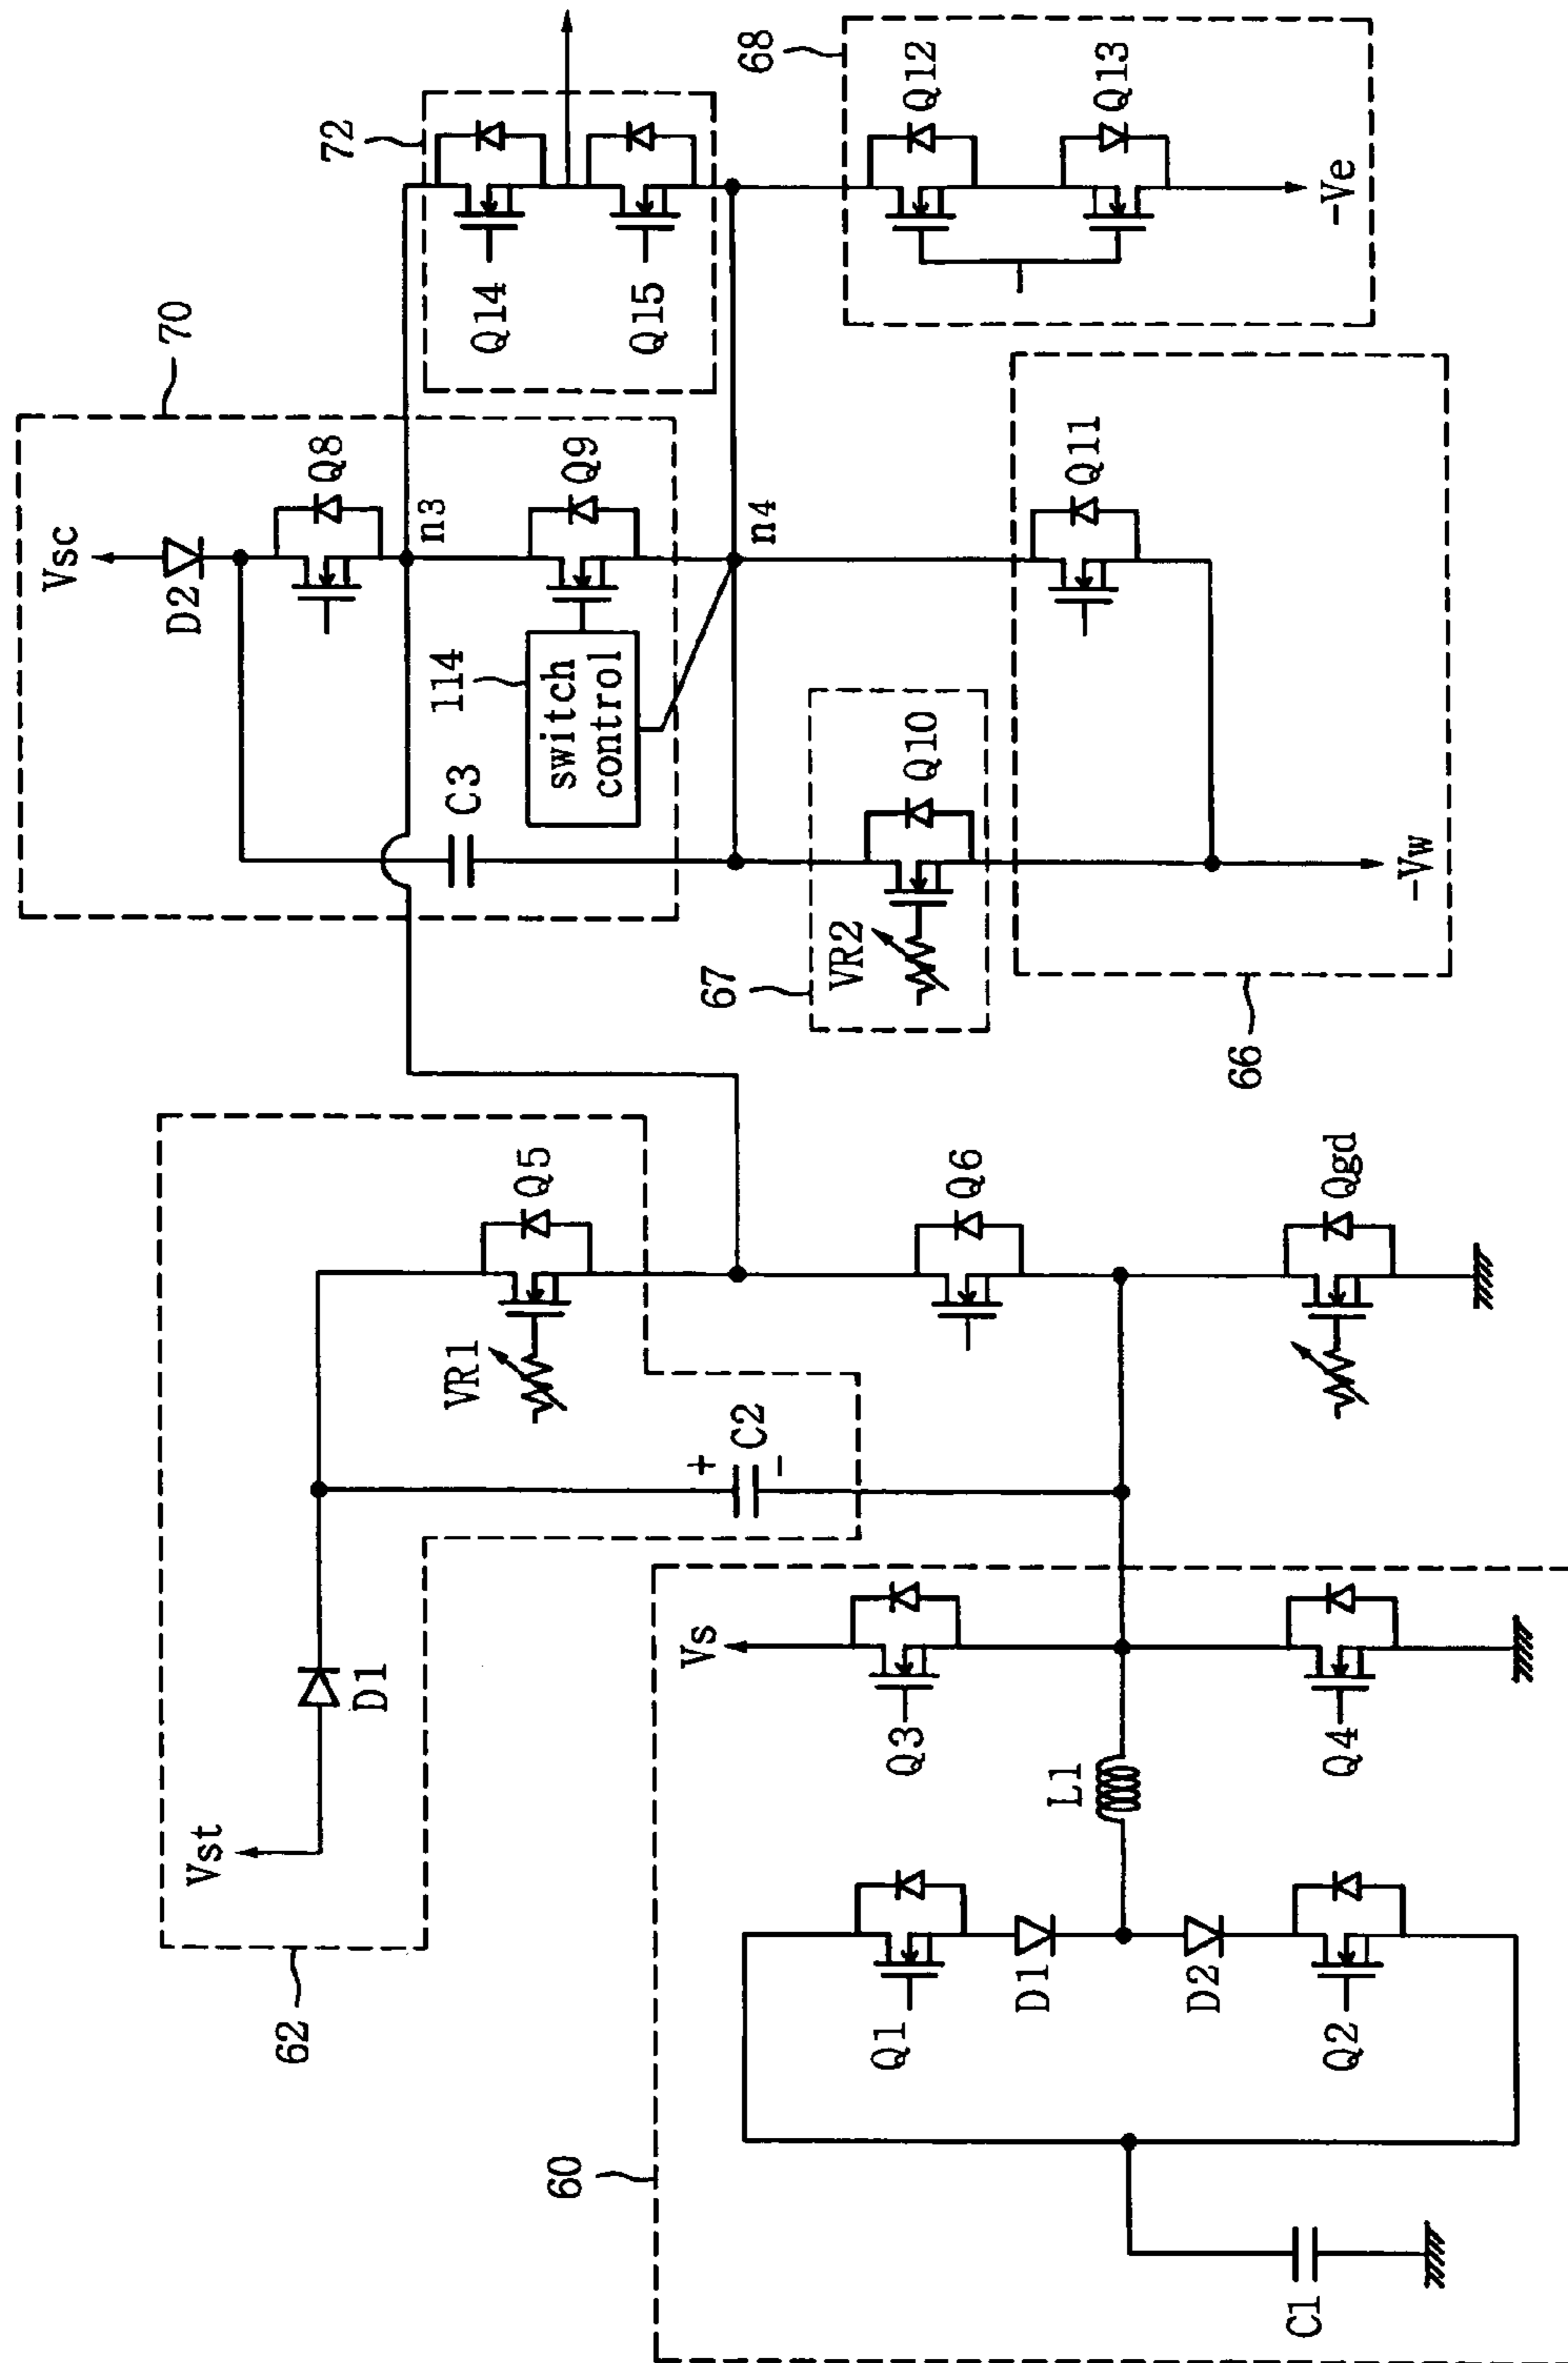 72
68
Q12
Q13
-Ve
Q14
Q15
70
Vsc
D2
Q8
n3
Q9
n4
114
switch
control
C3
Q11
Q10
VR2
67
-Vw
66
Q5
VR1
Q6
Qgd
C2
+
-
Vst
D1
62
Vs
Q3
Q4
L1
Q1
D1
D2
Q2
60
C1